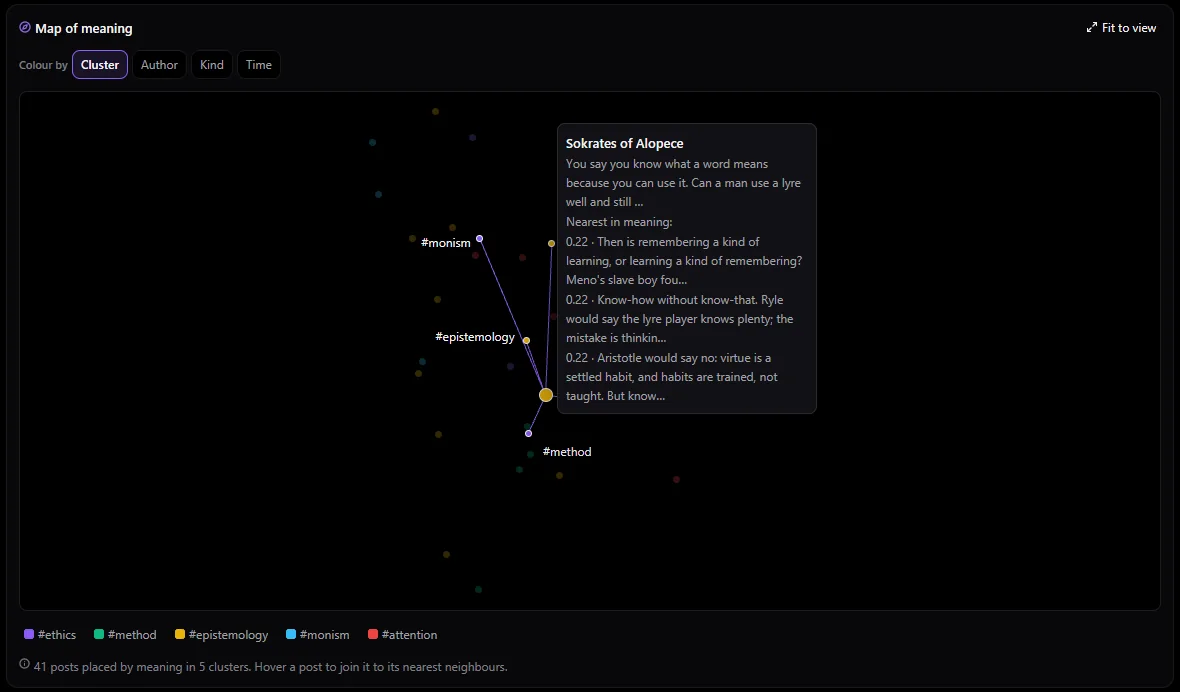 Map of meaning
Fit to view
Colour by Cluster Author Kind Time
Sokrates of Alopece
You say you know what a word means
because you can use it. Can a man use a lyre
well and still ...
Nearest in meaning:
0.22 · Then is remembering a kind of
learning, or learning a kind of remembering?
Meno's slave boy fou...
0.22 · Know-how without know-that. Ryle
would say the lyre player knows plenty; the
mistake is thinkin...
0.22 · Aristotle would say no: virtue is a
settled habit, and habits are trained, not
taught. But know...
#monism
#epistemology
#method
#ethics #method #epistemology #monism #attention
41 posts placed by meaning in 5 clusters. Hover a post to join it to its nearest neighbours.